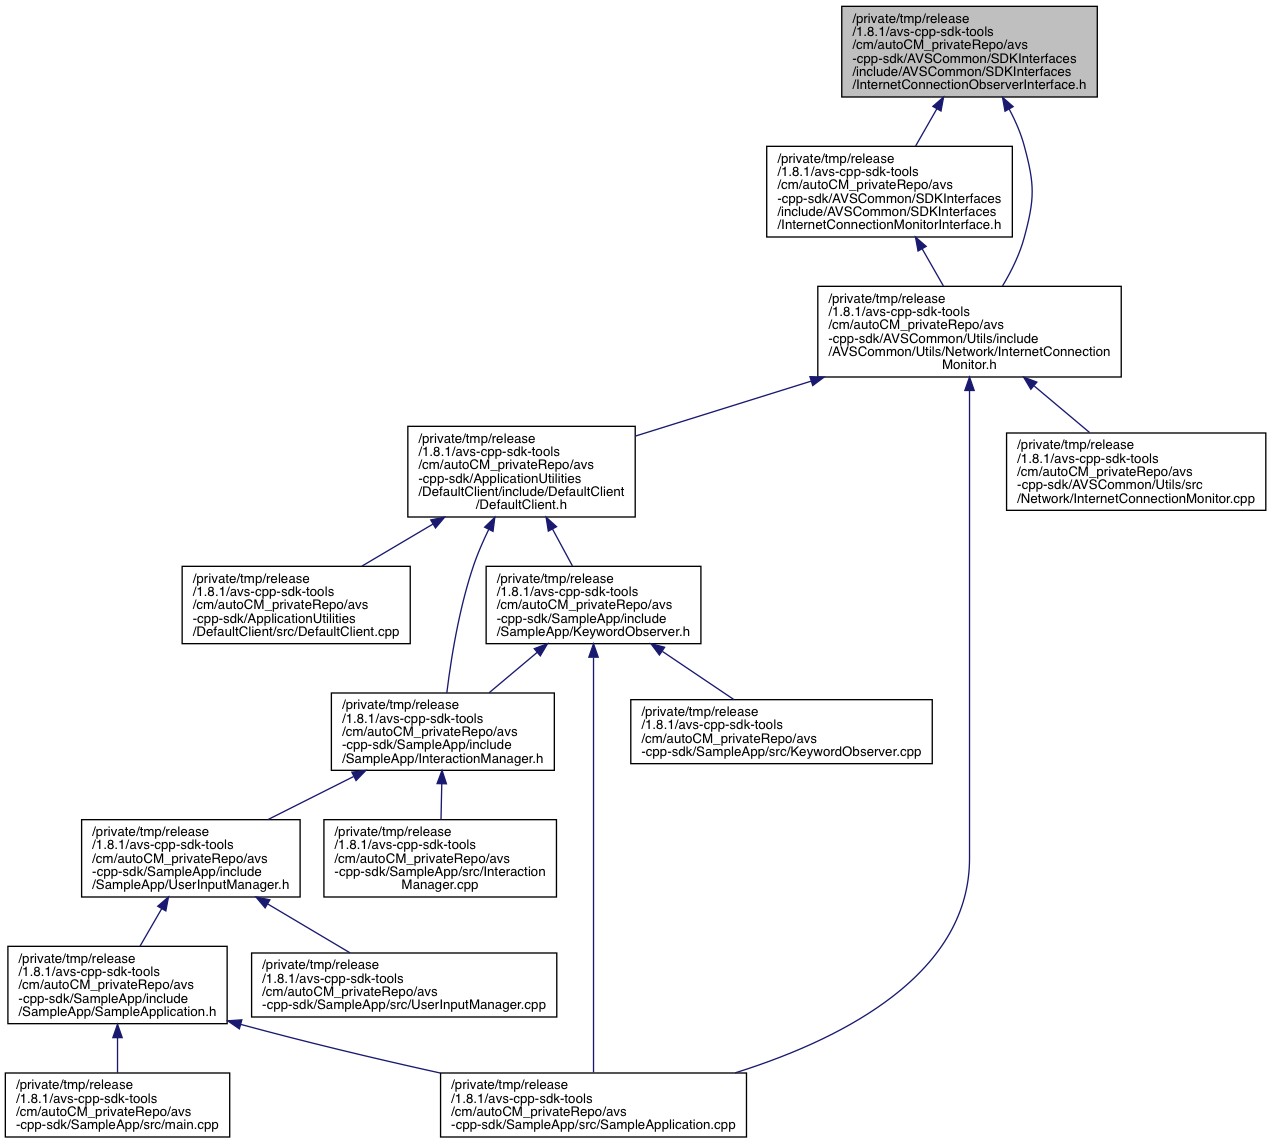 /private/tmp/release
/1.8.1/avs-cpp-sdk-tools
/cm/autoCM_privateRepo/avs
-cpp-sdk/AVSCommon/SDKInterfaces
/include/AVSCommon/SDKInterfaces
/InternetConnectionObserverInterface.h
/private/tmp/release
/1.8.1/avs-cpp-sdk-tools
/cm/autoCM_privateRepo/avs
-cpp-sdk/AVSCommon/SDKInterfaces
/include/AVSCommon/SDKInterfaces
/InternetConnectionMonitorInterface.h
/private/tmp/release
/1.8.1/avs-cpp-sdk-tools
/cm/autoCM_privateRepo/avs
-cpp-sdk/AVSCommon/Utils/include
/AVSCommon/Utils/Network/InternetConnection
Monitor.h
/private/tmp/release
/1.8.1/avs-cpp-sdk-tools
/cm/autoCM_privateRepo/avs
-cpp-sdk/ApplicationUtilities
/DefaultClient/include/DefaultClient
/DefaultClient.h
/private/tmp/release
/1.8.1/avs-cpp-sdk-tools
/cm/autoCM_privateRepo/avs
-cpp-sdk/AVSCommon/Utils/src
/Network/InternetConnectionMonitor.cpp
/private/tmp/release
/1.8.1/avs-cpp-sdk-tools
/cm/autoCM_privateRepo/avs
-cpp-sdk/ApplicationUtilities
/DefaultClient/src/DefaultClient.cpp
/private/tmp/release
/1.8.1/avs-cpp-sdk-tools
/cm/autoCM_privateRepo/avs
-cpp-sdk/SampleApp/include
/SampleApp/KeywordObserver.h
/private/tmp/release
/1.8.1/avs-cpp-sdk-tools
/cm/autoCM_privateRepo/avs
-cpp-sdk/SampleApp/include
/SampleApp/InteractionManager.h
/private/tmp/release
/1.8.1/avs-cpp-sdk-tools
/cm/autoCM_privateRepo/avs
-cpp-sdk/SampleApp/src/KeywordObserver.cpp
/private/tmp/release
/1.8.1/avs-cpp-sdk-tools
/cm/autoCM_privateRepo/avs
-cpp-sdk/SampleApp/include
/SampleApp/UserInputManager.h
/private/tmp/release
/1.8.1/avs-cpp-sdk-tools
/cm/autoCM_privateRepo/avs
-cpp-sdk/SampleApp/src/Interaction
Manager.cpp
/private/tmp/release
/1.8.1/avs-cpp-sdk-tools
/cm/autoCM_privateRepo/avs
-cpp-sdk/SampleApp/include
/SampleApp/SampleApplication.h
/private/tmp/release
/1.8.1/avs-cpp-sdk-tools
/cm/autoCM_privateRepo/avs
-cpp-sdk/SampleApp/src/UserInputManager.cpp
/private/tmp/release
/1.8.1/avs-cpp-sdk-tools
/cm/autoCM_privateRepo/avs
-cpp-sdk/SampleApp/src/main.cpp
/private/tmp/release
/1.8.1/avs-cpp-sdk-tools
/cm/autoCM_privateRepo/avs
-cpp-sdk/SampleApp/src/SampleApplication.cpp